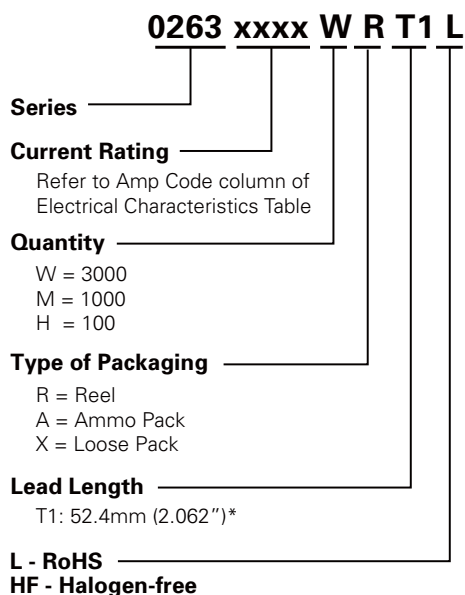 0263 xxxx W R T1 L
Series
Current Rating
Refer to Amp Code column of
Electrical Characteristics Table
Quantity
W = 3000
M = 1000
H = 100
Type of Packaging
R = Reel
A = Ammo Pack
X = Loose Pack
Lead Length
T1: 52.4mm (2.062″)*
L - RoHS
HF - Halogen-free